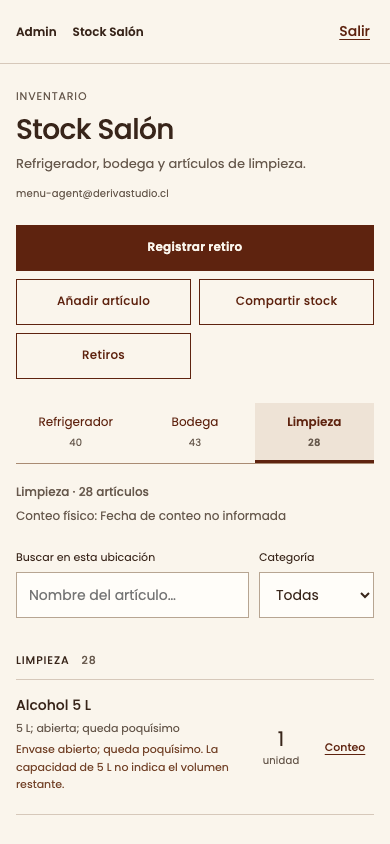 Admin Stock Salón Salir
INVENTARIO
Stock Salón
Refrigerador, bodega y artículos de limpieza.
menu-agent@derivastudio.cl
Registrar retiro
Añadir artículo Compartir stock
Retiros
Refrigerador Bodega Limpieza
40 43 28
Limpieza · 28 artículos
Conteo físico: Fecha de conteo no informada
Buscar en esta ubicación Categoría
Nombre del artículo... Todas
LIMPIEZA 28
Alcohol 5 L
5 L; abierta; queda poquísimo
Envase abierto; queda poquísimo. La
capacidad de 5 L no indica el volumen
restante.
1
unidad
Conteo